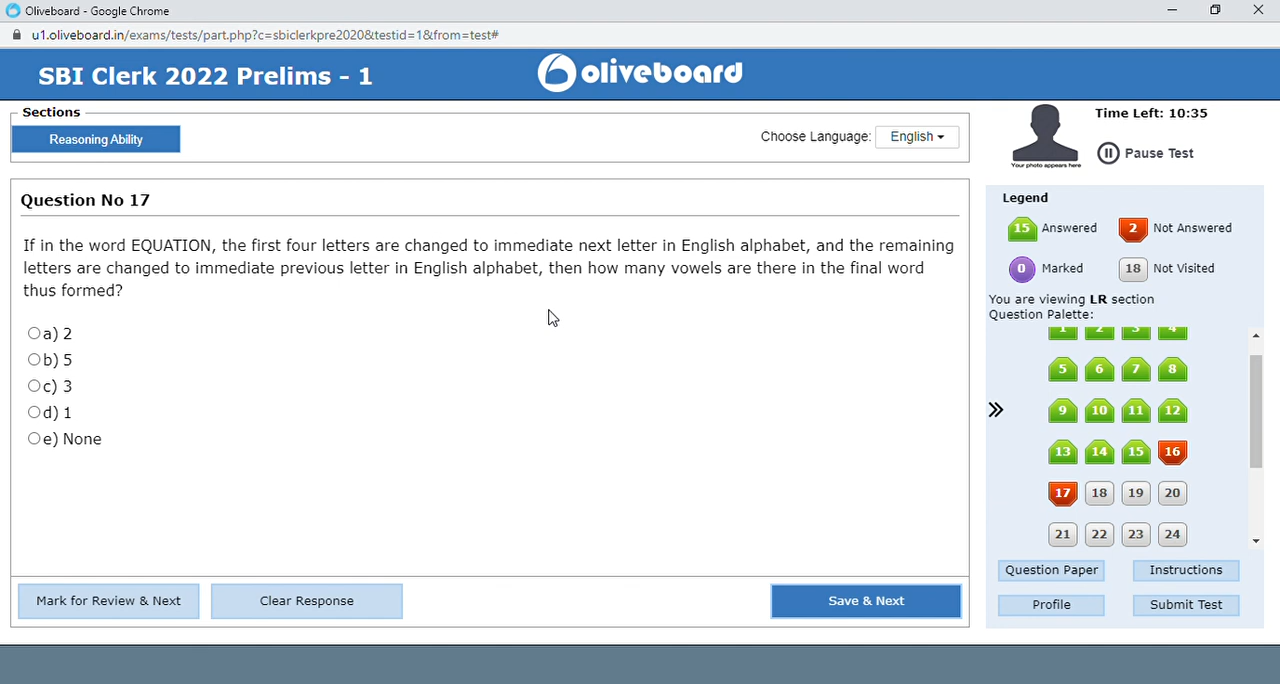 Oliveboard - Google Chrome
u1.oliveboard.in/exams/tests/part.php?c=sbiclerkpre2020&testid=1&from=test#
SBI Clerk 2022 Prelims - 1
oliveboard
Sections
Reasoning Ability
Choose Language: English
Your photo appears here
Time Left: 10:35
Pause Test
Question No 17
If in the word EQUATION, the first four letters are changed to immediate next letter in English alphabet, and the remaining
letters are changed to immediate previous letter in English alphabet, then how many vowels are there in the final word
thus formed?
a) 2
b) 5
c) 3
d) 1
e) None
Mark for Review & Next
Clear Response
Save & Next
Legend
15 Answered 2 Not Answered
0 Marked 18 Not Visited
You are viewing LR section
Question Palette:
1 2 3 4
5 6 7 8
9 10 11 12
13 14 15 16
17 18 19 20
21 22 23 24
Question Paper Instructions
Profile Submit Test